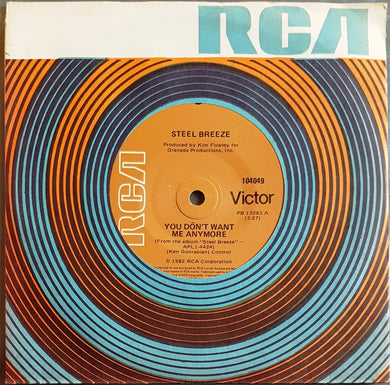 RCA
STEEL BREEZE
Produced by Kim Fowley for
Granada Productions, Inc.
RCA
104049
Victor
PB 13283 A
(3.27)
YOU DON'T WANT
ME ANYMORE
(From the album "Steel Breeze" —
AFL1-4424)
(Ken Goorabian) Control
℗ 1982 RCA Corporation